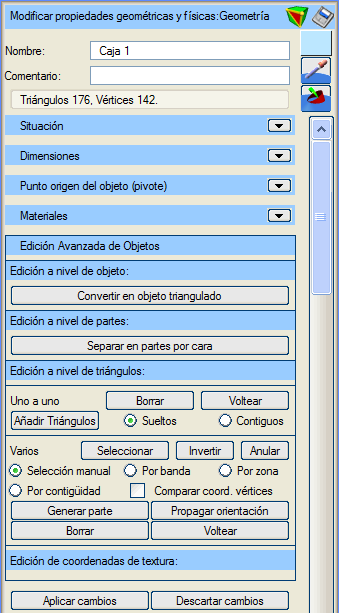 Modificar propiedades geométricas y físicas:Geometría
Nombre: Caja 1
Comentario:
Triángulos 176, Vértices 142.
Situación
Dimensiones
Punto origen del objeto (pivote)
Materiales
Edición Avanzada de Objetos
Edición a nivel de objeto:
Convertir en objeto triangulado
Edición a nivel de partes:
Separar en partes por cara
Edición a nivel de triángulos:
Uno a uno Borrar Voltear
Añadir Triángulos Sueltos Contiguos
Varios Seleccionar Invertir Anular
Selección manual Por banda Por zona
Por contigüidad Comparar coord. vértices
Generar parte Propagar orientación
Borrar Voltear
Edición de coordenadas de textura:
Aplicar cambios Descartar cambios